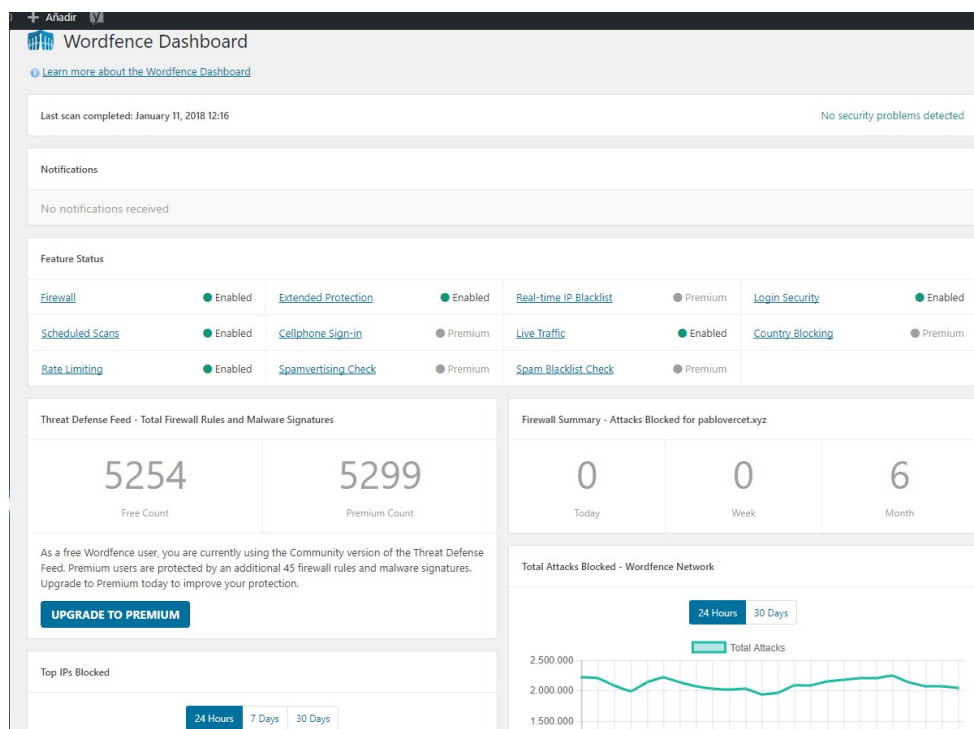 Añadir
Wordfence Dashboard
Learn more about the Wordfence Dashboard
Last scan completed: January 11, 2018 12:16
No security problems detected
Notifications
No notifications received
Feature Status
Firewall Enabled Extended Protection Enabled Real-time IP Blacklist Premium Login Security Enabled
Scheduled Scans Enabled Cellphone Sign-in Premium Live Traffic Enabled Country Blocking Premium
Rate Limiting Enabled Spamvertising Check Premium Spam Blacklist Check Premium
Threat Defense Feed - Total Firewall Rules and Malware Signatures
5254 5299
Free Count Premium Count
As a free Wordfence user, you are currently using the Community version of the Threat Defense
Feed. Premium users are protected by an additional 45 firewall rules and malware signatures.
Upgrade to Premium today to improve your protection.
UPGRADE TO PREMIUM
Top IPs Blocked
24 Hours 7 Days 30 Days
Firewall Summary - Attacks Blocked for pablovercet.xyz
0 0 6
Today Week Month
Total Attacks Blocked - Wordfence Network
24 Hours 30 Days
Total Attacks
2.500.000
2.000.000
1.500.000